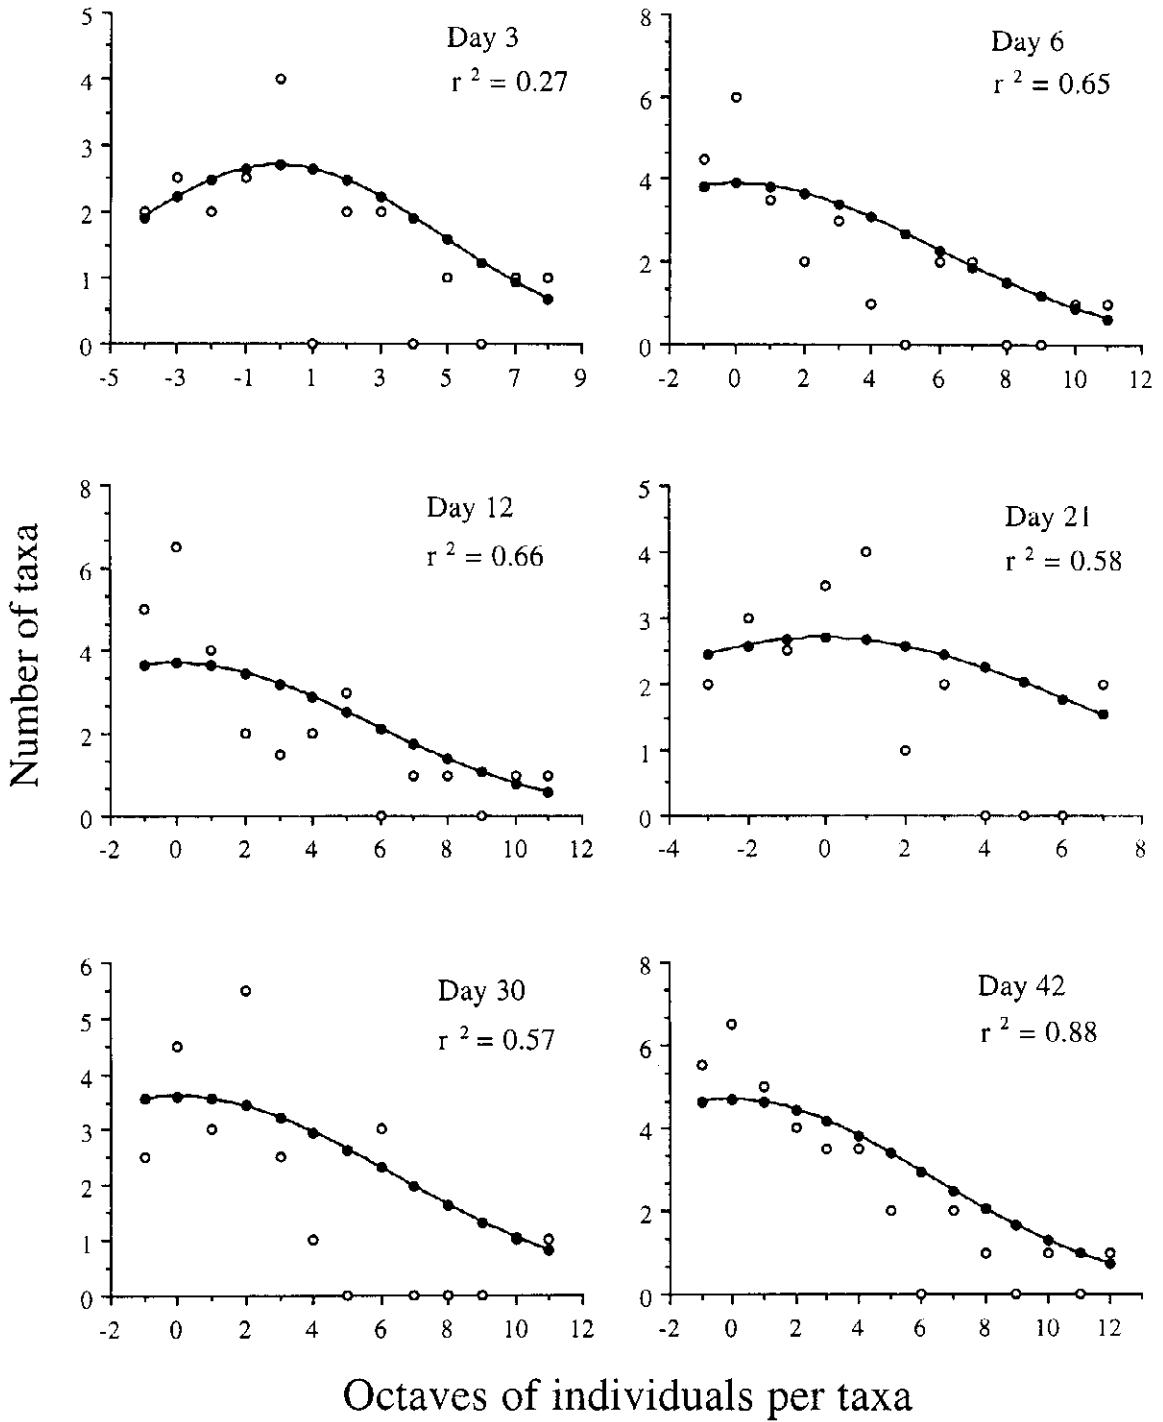 Day 3
r 2 = 0.27
5
4
3
2
1
0
-5 -3 -1 1 3 5 7 9
Day 6
r 2 = 0.65
8
6
4
2
0
-2 0 2 4 6 8 10 12
Day 12
r 2 = 0.66
8
6
4
2
0
-2 0 2 4 6 8 10 12
Day 21
r 2 = 0.58
5
4
3
2
1
0
-4 -2 0 2 4 6 8
Day 30
r 2 = 0.57
6
5
4
3
2
1
0
-2 0 2 4 6 8 10 12
Day 42
r 2 = 0.88
8
6
4
2
0
-2 0 2 4 6 8 10 12
Number of taxa
Octaves of individuals per taxa